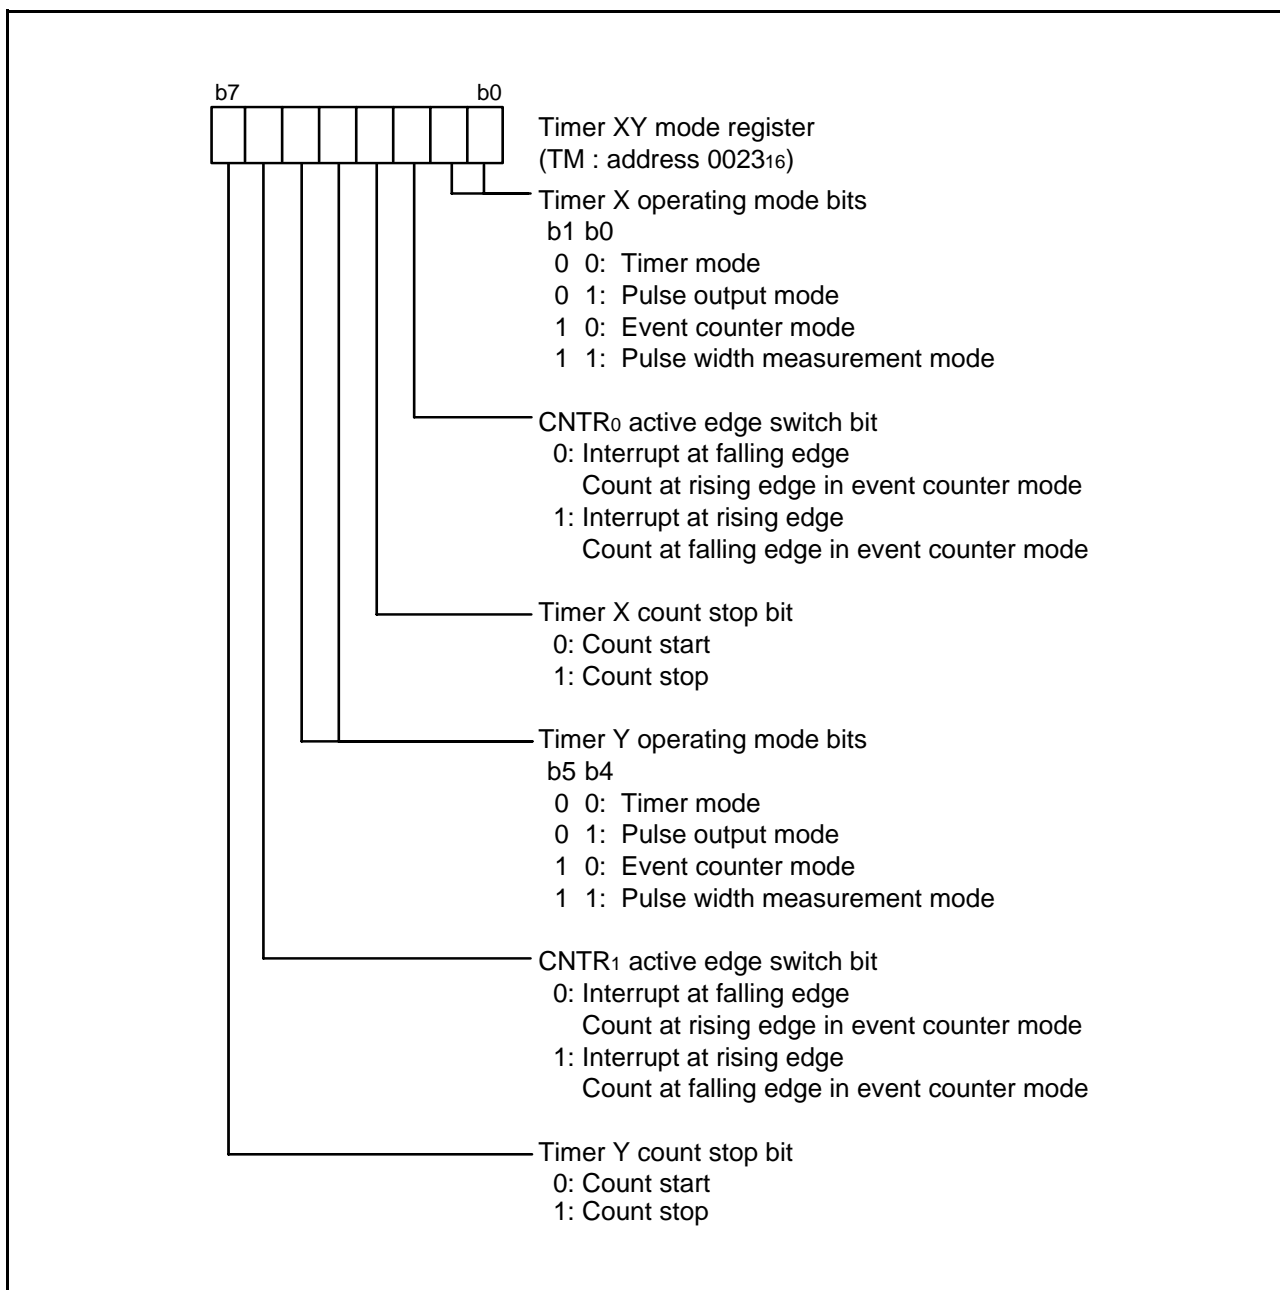 b7 b0
Timer XY mode register
(TM : address 002316)
Timer X operating mode bits
b1 b0
0 0: Timer mode
0 1: Pulse output mode
1 0: Event counter mode
1 1: Pulse width measurement mode
CNTR0 active edge switch bit
0: Interrupt at falling edge
Count at rising edge in event counter mode
1: Interrupt at rising edge
Count at falling edge in event counter mode
Timer X count stop bit
0: Count start
1: Count stop
Timer Y operating mode bits
b5 b4
0 0: Timer mode
0 1: Pulse output mode
1 0: Event counter mode
1 1: Pulse width measurement mode
CNTR1 active edge switch bit
0: Interrupt at falling edge
Count at rising edge in event counter mode
1: Interrupt at rising edge
Count at falling edge in event counter mode
Timer Y count stop bit
0: Count start
1: Count stop